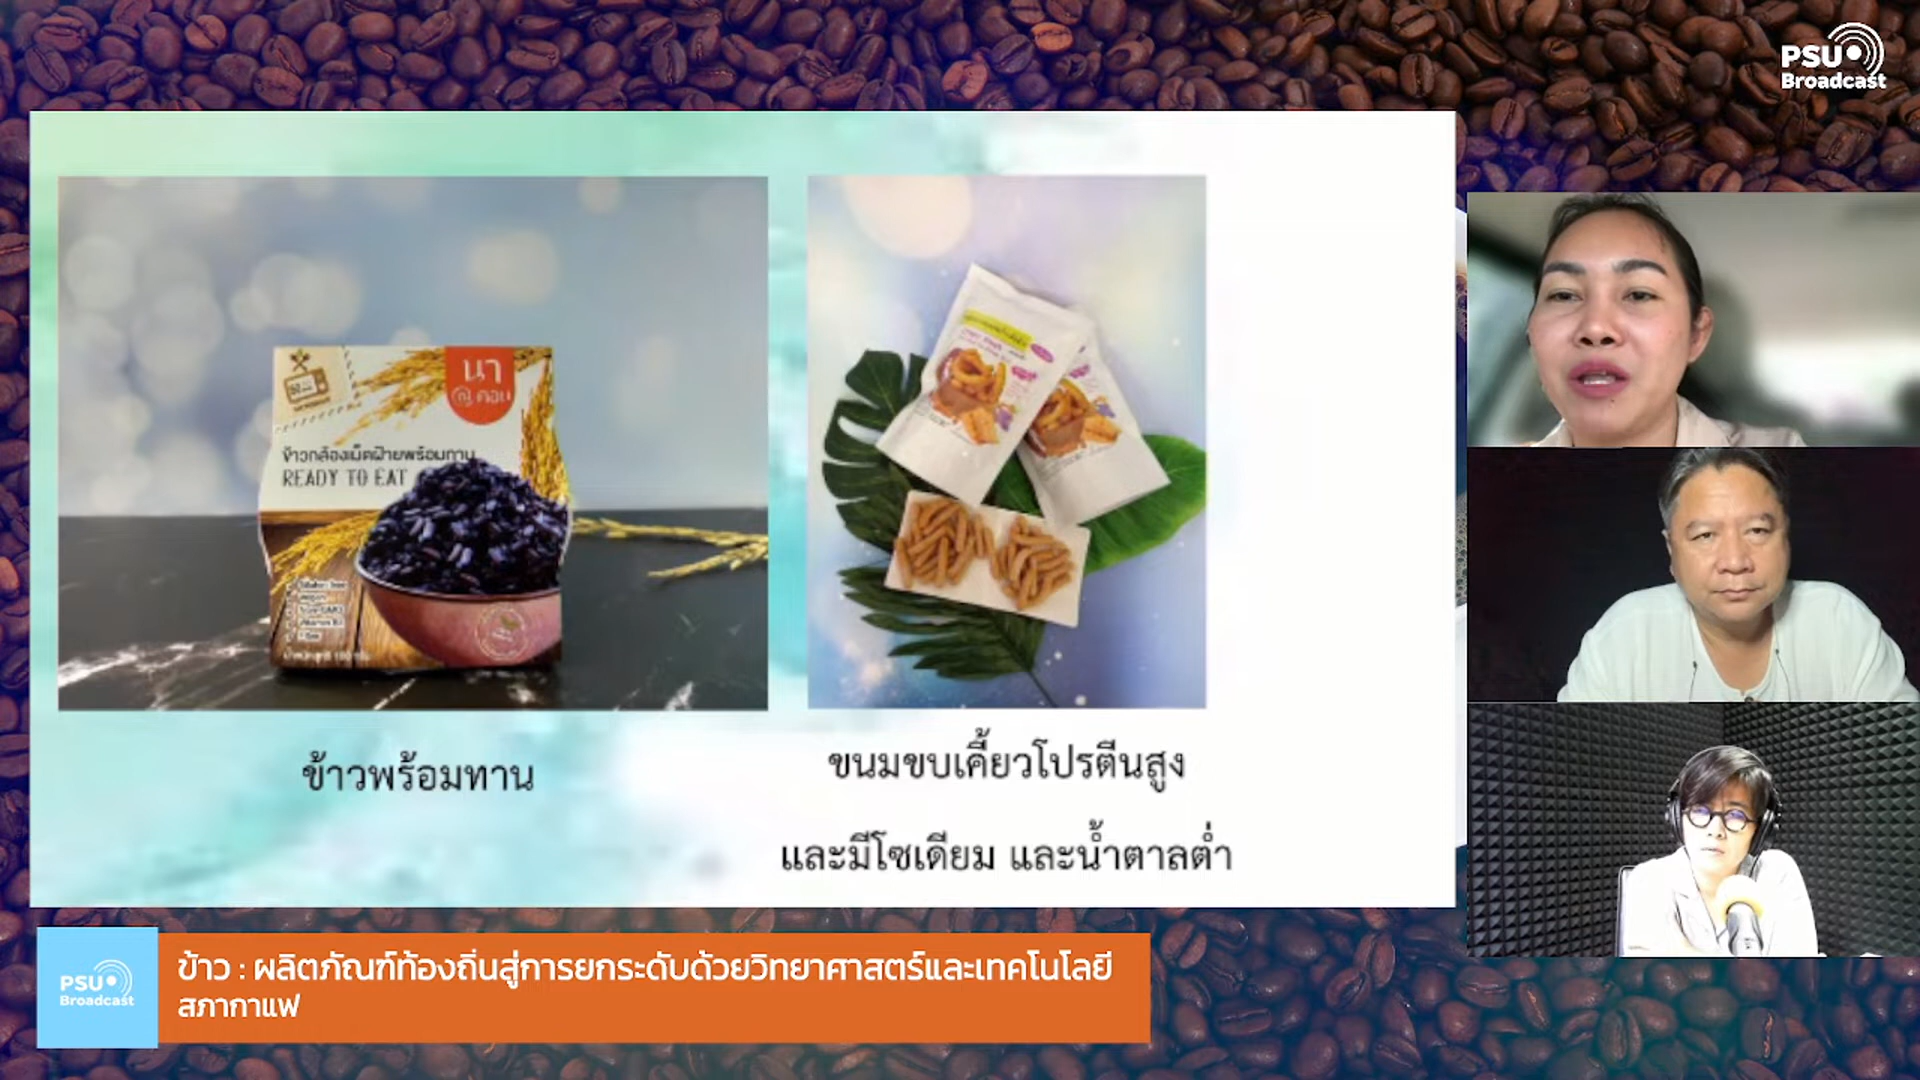 PSU
Broadcast
นา
ข้าวกล้องเม็ดฝ้ายพร้อมทาน
READY TO EAT
ข้าวพร้อมทาน
ขนมขบเคี้ยวโปรตีนสูง
และมีโซเดียม และน้ำตาลต่ำ
PSU
Broadcast
ข้าว : ผลิตภัณฑ์ท้องถิ่นสู่การยกระดับด้วยวิทยาศาสตร์และเทคโนโลยี
สภากาแฟ